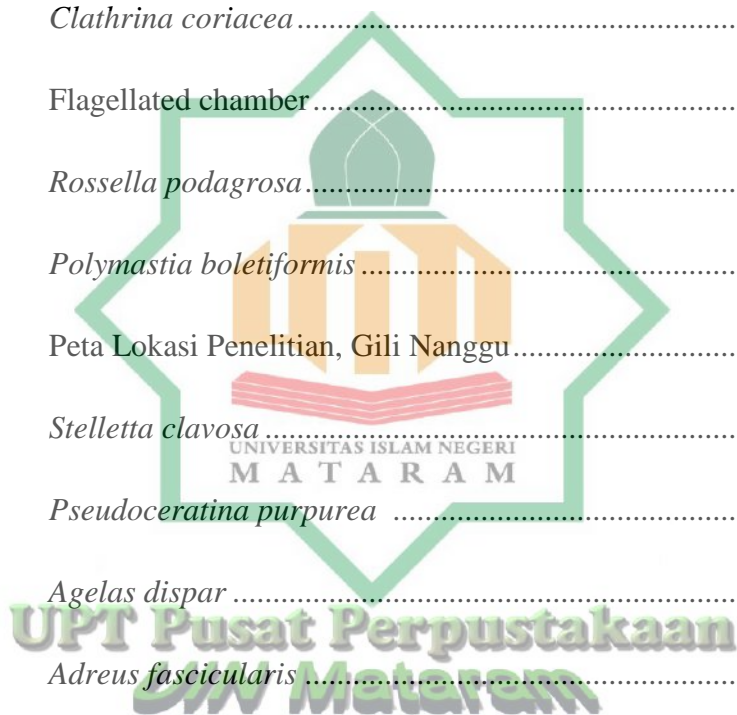 Clathrina coriacea................................................
Flagellated chamber................................................
Rossella podagrosa................................................
Polymastia boletiformis................................................
Peta Lokasi Penelitian, Gili Nanggu................................................
Stelletta clavosa................................................
UNIVERSITAS ISLAM NEGERI
MATARAM
Pseudoceratina purpurea ................................................
Agelas dispar................................................
UPT Pusat Perpustakaan
Adreus fascicularis................................................
UIN Mataram